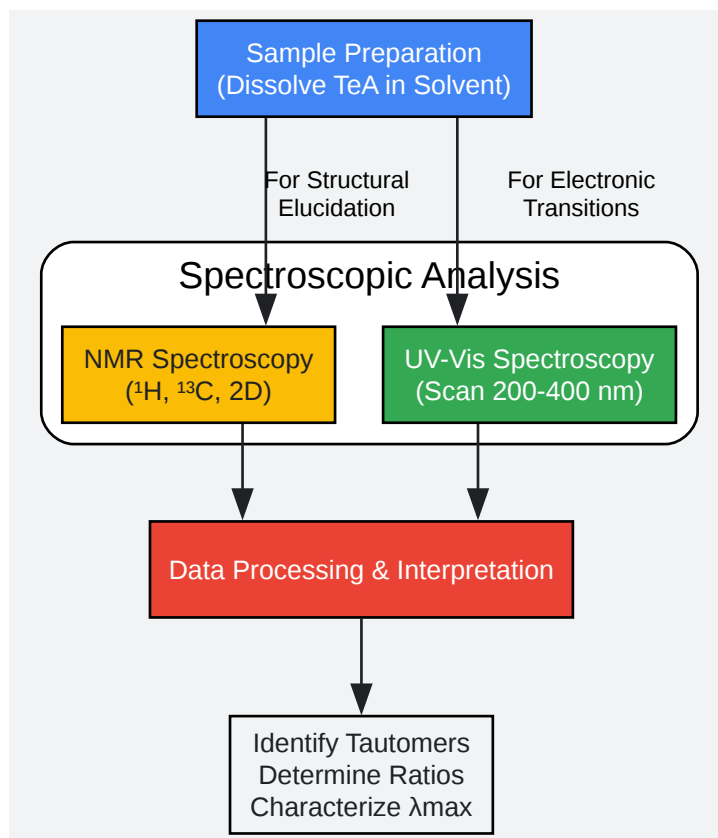 Sample Preparation
(Dissolve TeA in Solvent)
For Structural
Elucidation
For Electronic
Transitions
Spectroscopic Analysis
NMR Spectroscopy
(¹H, ¹³C, 2D)
UV-Vis Spectroscopy
(Scan 200-400 nm)
Data Processing & Interpretation
Identify Tautomers
Determine Ratios
Characterize λmax